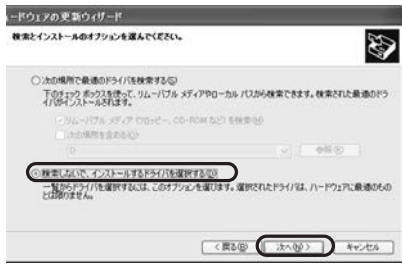 ードウェアの更新ウィザード
検索とインストールのオプションを選んでください。
次の場所で最適のドライバを検索する(S)
下のチェック ボックスを使って、リムーバブル メディアやローカル パスから検索できます。検索された最適のドラ
イバがインストールされます。
リムーバブル メディア (フロッピー、CD-ROM など) を検索(M)
次の場所を含める(O):
D:
参照(R)
検索しないで、インストールするドライバを選択する(D)
一覧からドライバを選択するには、このオプションを選びます。選択されたドライバは、ハードウェアに最適のもの
とは限りません。
< 戻る(B)
次へ(N) >
キャンセル